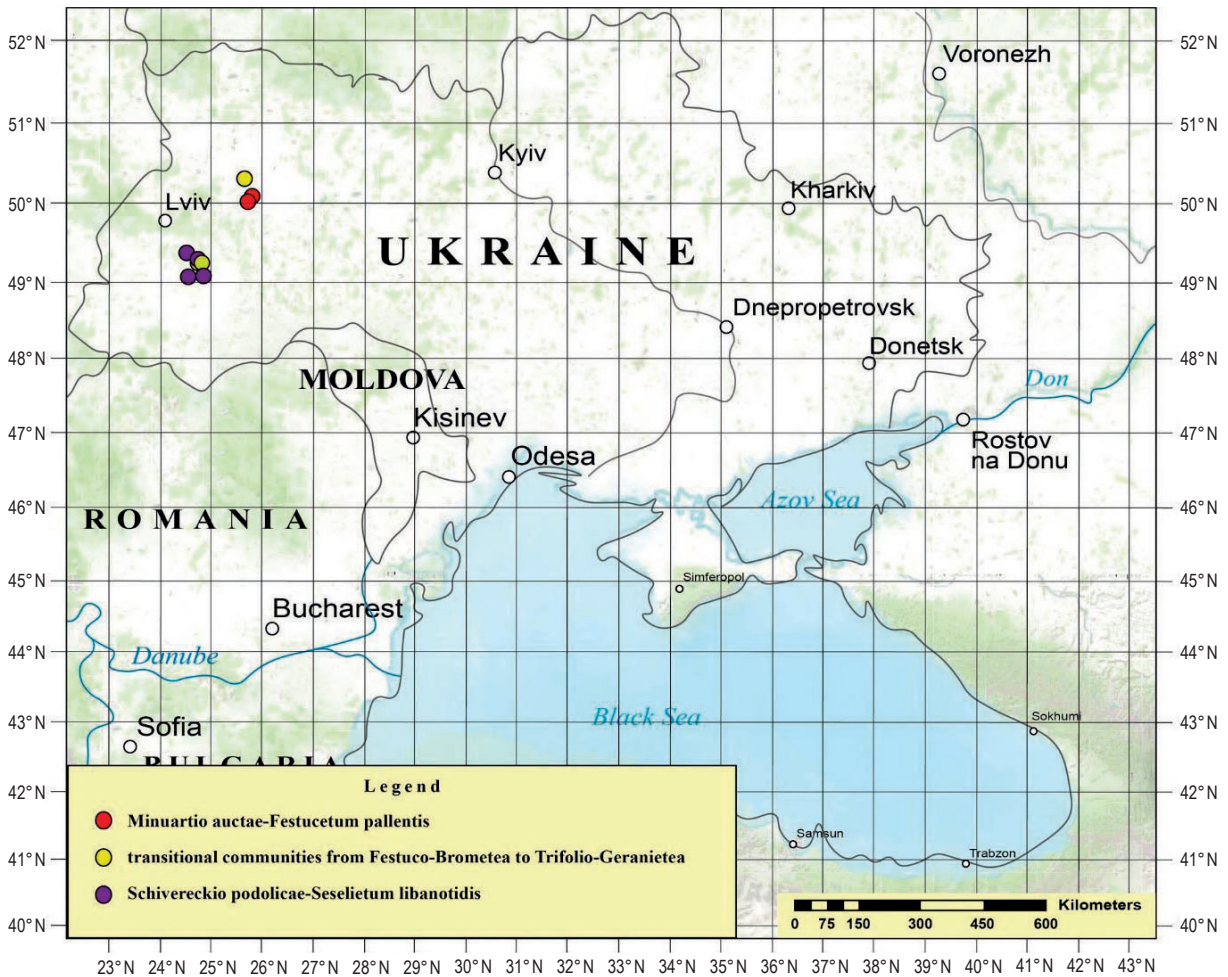 52° N
52° N
Voronezh
51° N
51° N
Kyiv
Kharkiv
Lviv
50° N
50° N
UKRAINE
49° N
49° N
Dnepropetrovsk
Donetsk
48° N
48° N
MOLDOVA
Don
Kisinev
47° N
47° N
Rostov
na Donu
Odesa
Azov Sea
46° N
46° N
ROMANIA
Simferopol
45° N
45° N
Bucharest
Danube
44° N
44° N
Black Sea
Sokhumi
43° N
43° N
Sofia
BULGARIA
Legend
42° N
42° N
Minuartio auctae-Festucetum pallentis
Samsun
transitional communities from Festuco-Brometea to Trifolio-Geranietea
Trabzon
41° N
41° N
Schivereckio podolicae-Seselietum libanotidis
Kilometers
0 75 150 300 450 600
40° N
40° N
23°N 24°N 25°N 26°N 27°N 28°N 29°N 30°N 31°N 32°N 33°N 34°N 35°N 36°N 37°N 38°N 39°N 40°N 41°N 42°N 43°N